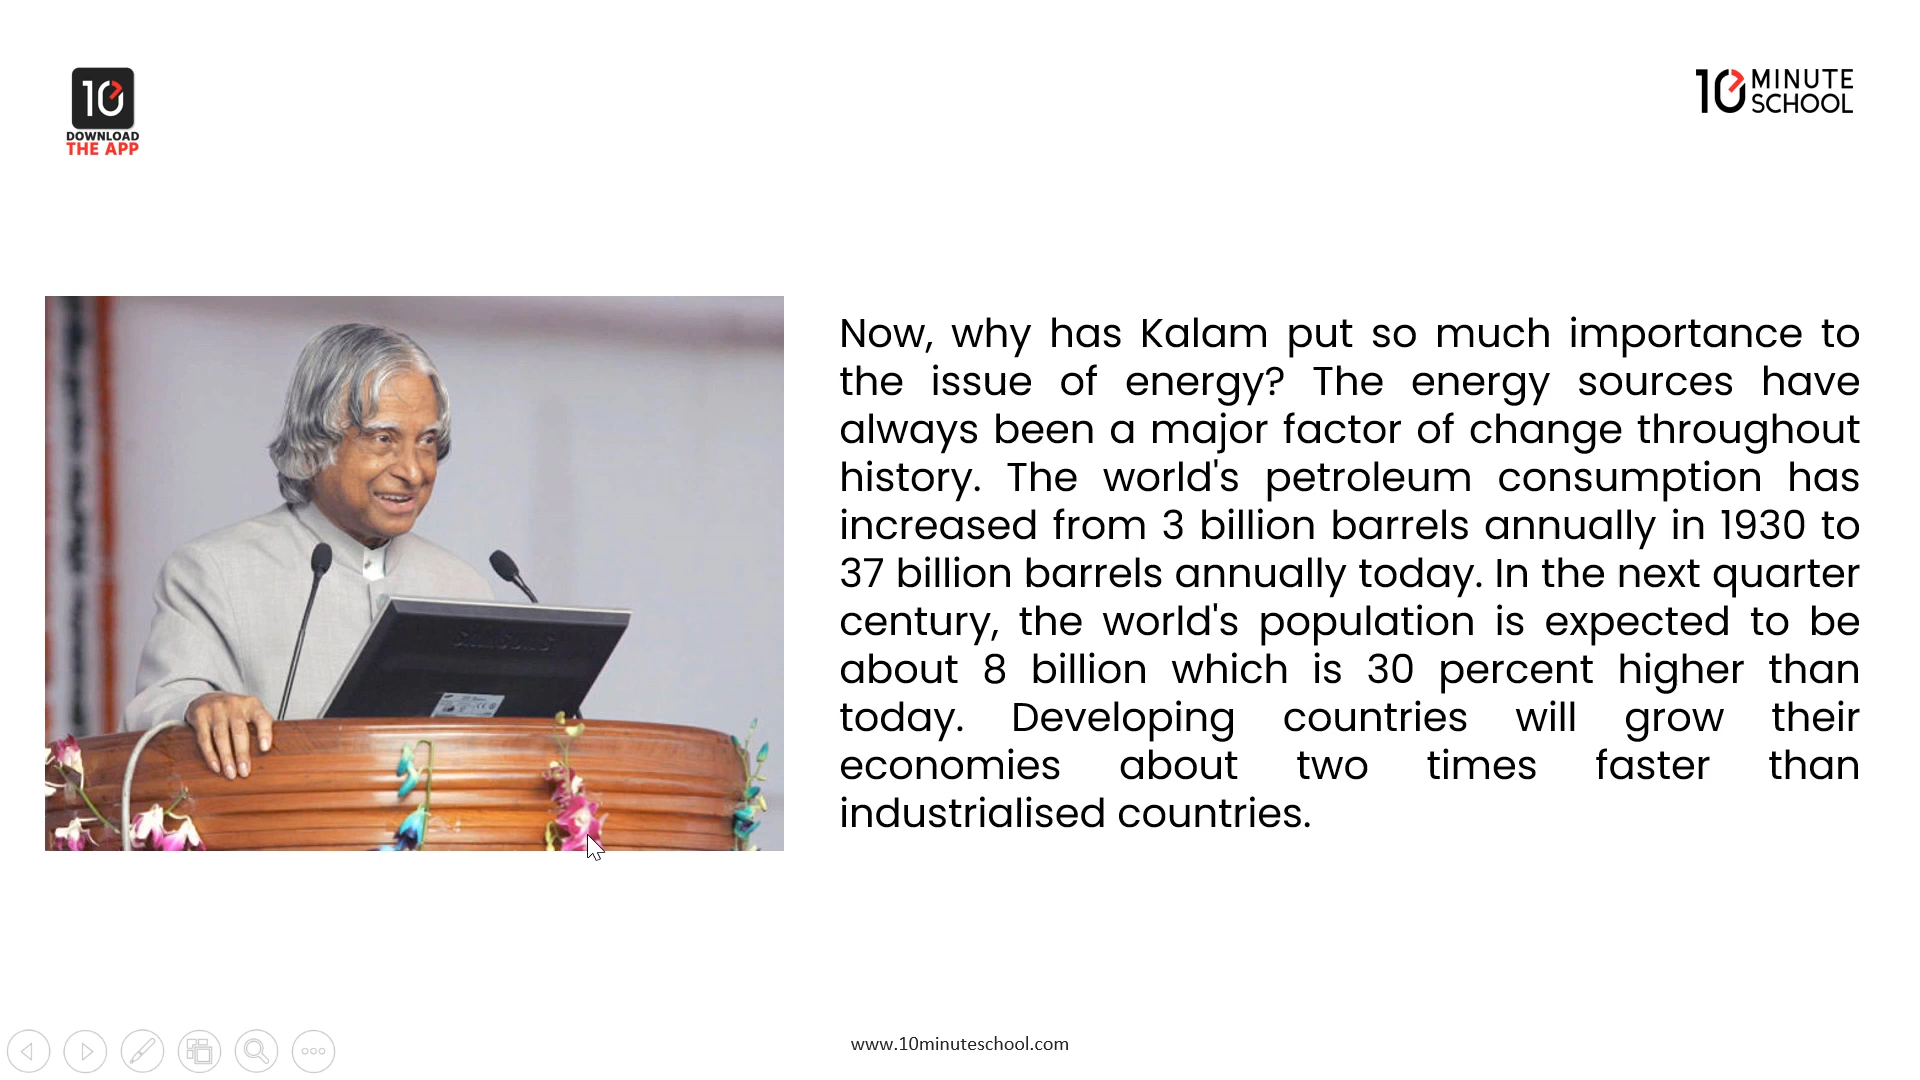 10
DOWNLOAD
THE APP
10 MINUTE
SCHOOL
Now, why has Kalam put so much importance to
the issue of energy? The energy sources have
always been a major factor of change throughout
history. The world's petroleum consumption has
increased from 3 billion barrels annually in 1930 to
37 billion barrels annually today. In the next quarter
century, the world's population is expected to be
about 8 billion which is 30 percent higher than
today. Developing countries will grow their
economies about two times faster than
industrialised countries.
SAMSUNG
www.10minuteschool.com